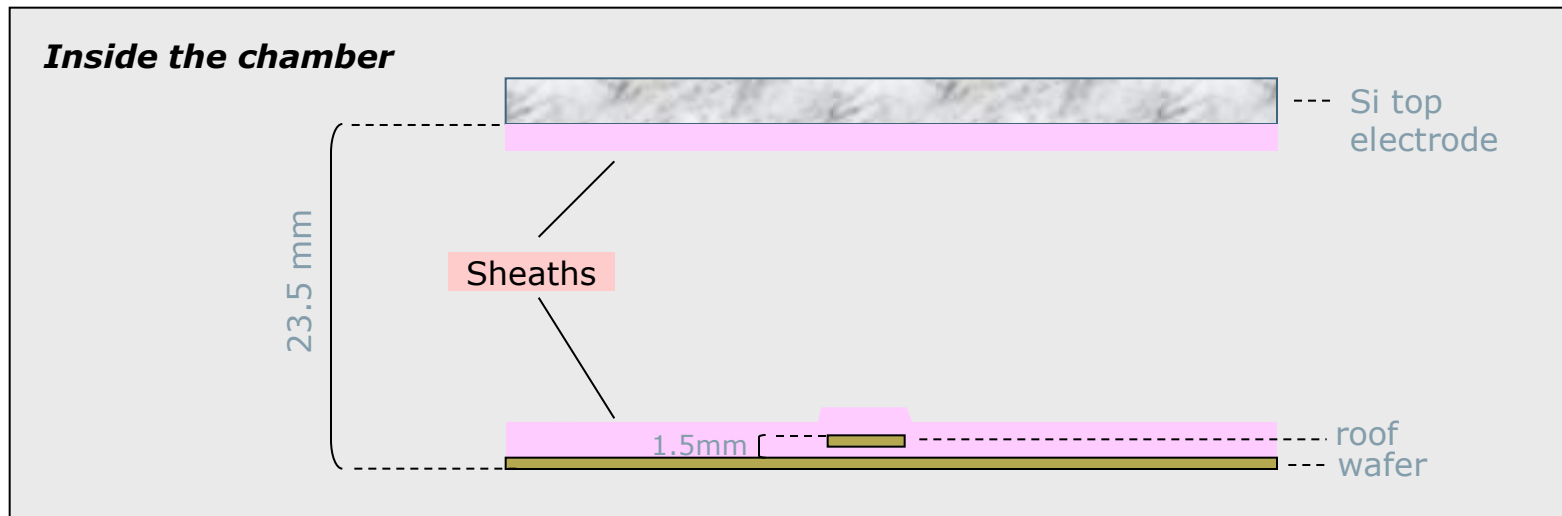 Inside the chamber
Si top
electrode
23.5 mm
Sheaths
1.5mm
roof
wafer